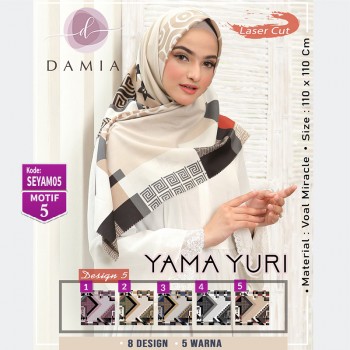 d
DAMIA
Laser Cut
Kode:
SEYAM05
MOTIF
5
• Material : Voal Miracle • Size : 110 x 110 Cm
YAMA YURI
Design 5
1 2 3 4 5
• 8 DESIGN • 5 WARNA